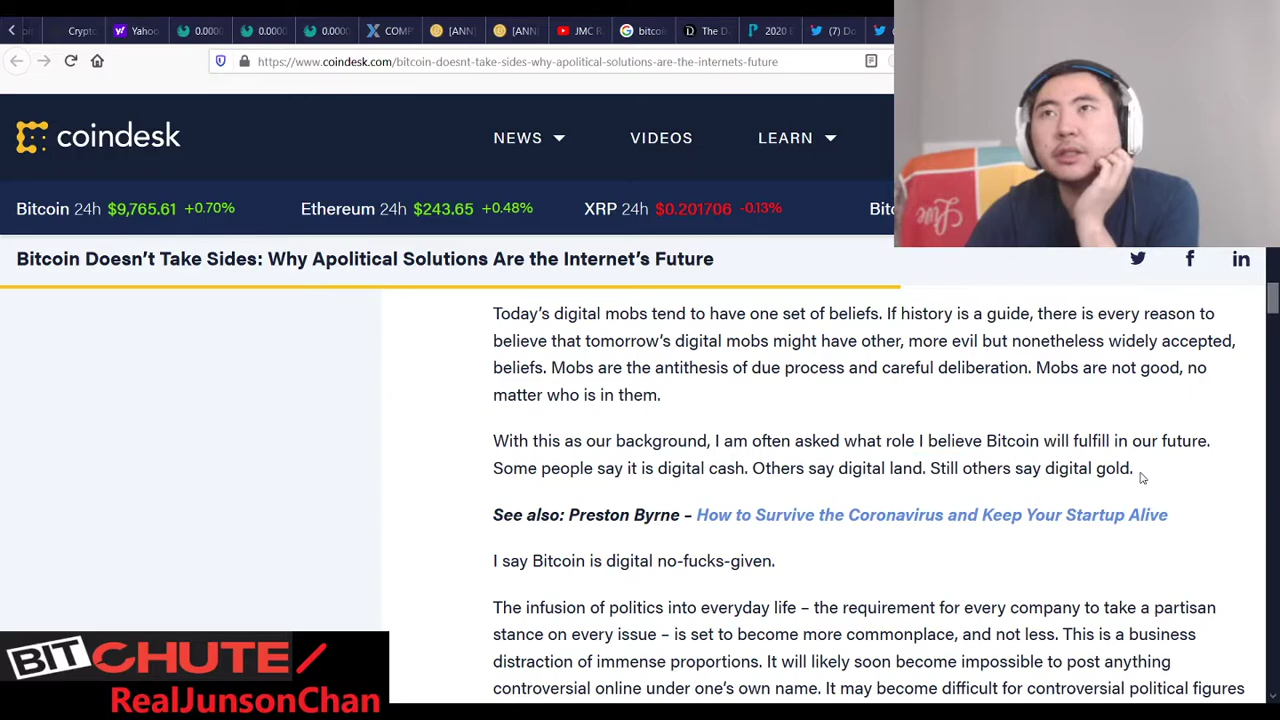 Crypto
Yahoo
0.0000
0.0000
0.0000
COMP
[ANN]
[ANN]
JMC R
bitcoin
The D
2020 E
(7) Do
https://www.coindesk.com/bitcoin-doesnt-take-sides-why-apolitical-solutions-are-the-internets-future
coindesk
NEWS
VIDEOS
LEARN
Bitcoin 24h $9,765.61 +0.70%
Ethereum 24h $243.65 +0.48%
XRP 24h $0.201706 -0.13%
Bitc
Bitcoin Doesn't Take Sides: Why Apolitical Solutions Are the Internet's Future
Today's digital mobs tend to have one set of beliefs. If history is a guide, there is every reason to
believe that tomorrow's digital mobs might have other, more evil but nonetheless widely accepted,
beliefs. Mobs are the antithesis of due process and careful deliberation. Mobs are not good, no
matter who is in them.
With this as our background, I am often asked what role I believe Bitcoin will fulfill in our future.
Some people say it is digital cash. Others say digital land. Still others say digital gold.
See also: Preston Byrne – How to Survive the Coronavirus and Keep Your Startup Alive
I say Bitcoin is digital no-fucks-given.
The infusion of politics into everyday life – the requirement for every company to take a partisan
stance on every issue – is set to become more commonplace, and not less. This is a business
distraction of immense proportions. It will likely soon become impossible to post anything
controversial online under one's own name. It may become difficult for controversial political figures
Live
BITCHUTE/
RealJunsonChan